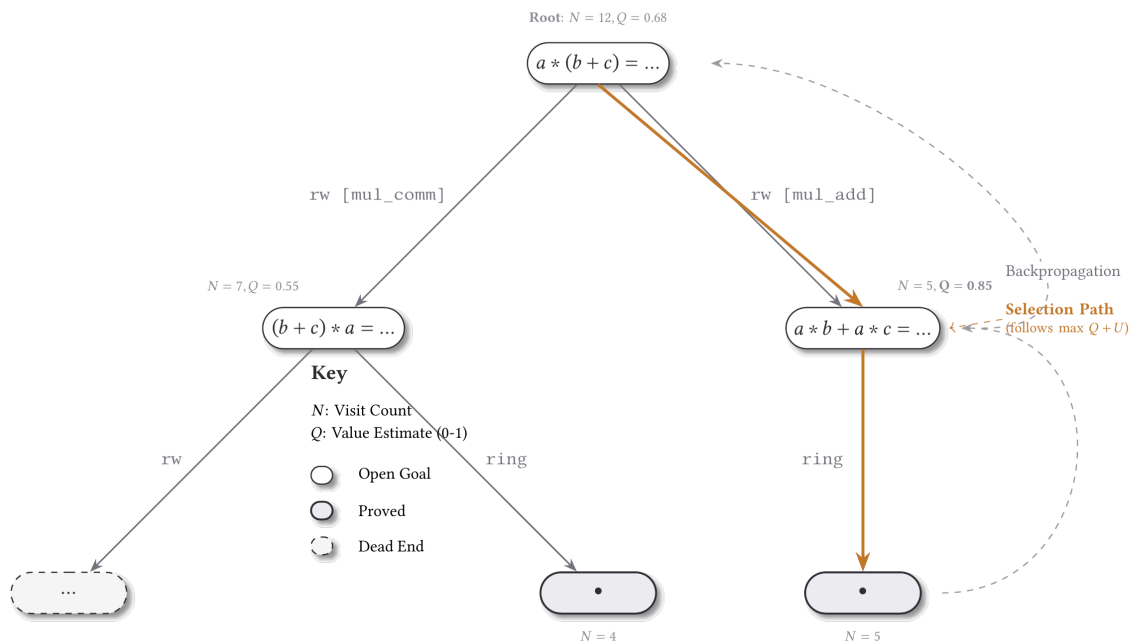 Root: N = 12, Q = 0.68
a ∗ (b + c) = ...
rw [mul_comm]
rw [mul_add]
Backpropagation
N = 7, Q = 0.55
N = 5, Q = 0.85
Selection Path
(follows max Q + U)
(b + c) ∗ a = ...
a ∗ b + a ∗ c = ...
Key
N: Visit Count
Q: Value Estimate (0-1)
rw
ring
ring
Open Goal
Proved
Dead End
...
•
•
N = 4
N = 5